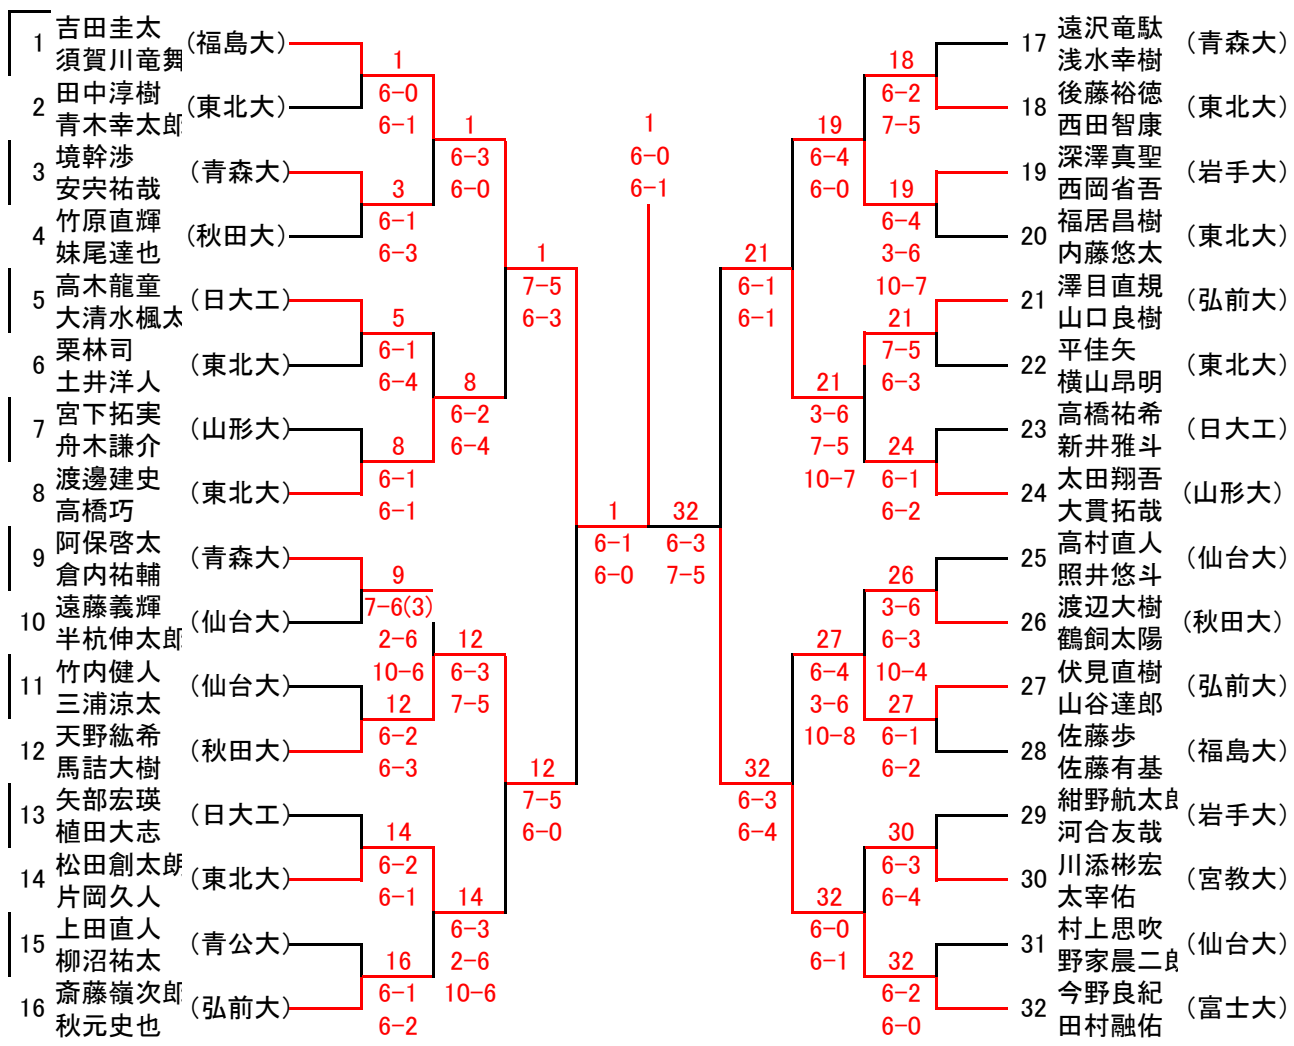 1 吉田圭太 (福島大)
須賀川竜舞
2 田中淳樹 (東北大)
青木幸太郎
3 境幹渉 (青森大)
安宍祐哉
4 竹原直輝 (秋田大)
妹尾達也
5 高木龍童 (日大工)
大清水楓太
6 栗林司 (東北大)
土井洋人
7 宮下拓実 (山形大)
舟木謙介
8 渡邊建史 (東北大)
高橋巧
9 阿保啓太 (青森大)
倉内祐輔
10 遠藤義輝 (仙台大)
半杭伸太郎
11 竹内健人 (仙台大)
三浦涼太
12 天野紘希 (秋田大)
馬詰大樹
13 矢部宏瑛 (日大工)
植田大志
14 松田創太朗 (東北大)
片岡久人
15 上田直人 (青公大)
柳沼祐太
16 斎藤嶺次郎 (弘前大)
秋元史也
1
6-0
6-1
3
6-1
6-3
5
6-1
6-4
8
6-1
6-1
9
7-6(3)
2-6
10-6
12
6-2
6-3
14
6-2
6-1
16
6-1
6-2
1
6-3
6-0
8
6-2
6-4
12
6-3
7-5
14
6-3
2-6
10-6
1
7-5
6-3
12
7-5
6-0
1
6-1
6-0
1
6-0
6-1
32
6-3
7-5
21
6-1
6-1
32
6-3
6-4
19
6-4
6-0
21
3-6
7-5
10-7
27
6-4
3-6
10-8
32
6-0
6-1
18
6-2
7-5
19
6-4
3-6
10-7
21
7-5
6-3
24
6-1
6-2
26
3-6
6-3
10-4
27
6-1
6-2
30
6-3
6-4
32
6-2
6-0
17 遠沢竜駄 (青森大)
浅水幸樹
18 後藤裕徳 (東北大)
西田智康
19 深澤真聖 (岩手大)
西岡省吾
20 福居昌樹 (東北大)
内藤悠太
21 澤目直規 (弘前大)
山口良樹
22 平佳矢 (東北大)
横山昂明
23 高橋祐希 (日大工)
新井雅斗
24 太田翔吾 (山形大)
大貫拓哉
25 高村直人 (仙台大)
照井悠斗
26 渡辺大樹 (秋田大)
鶴飼太陽
27 伏見直樹 (弘前大)
山谷達郎
28 佐藤歩 (福島大)
佐藤有基
29 紺野航太郎 (岩手大)
河合友哉
30 川添彬宏 (宮教大)
太宰佑
31 村上思吹 (仙台大)
野家晨二郎
32 今野良紀 (富士大)
田村融佑